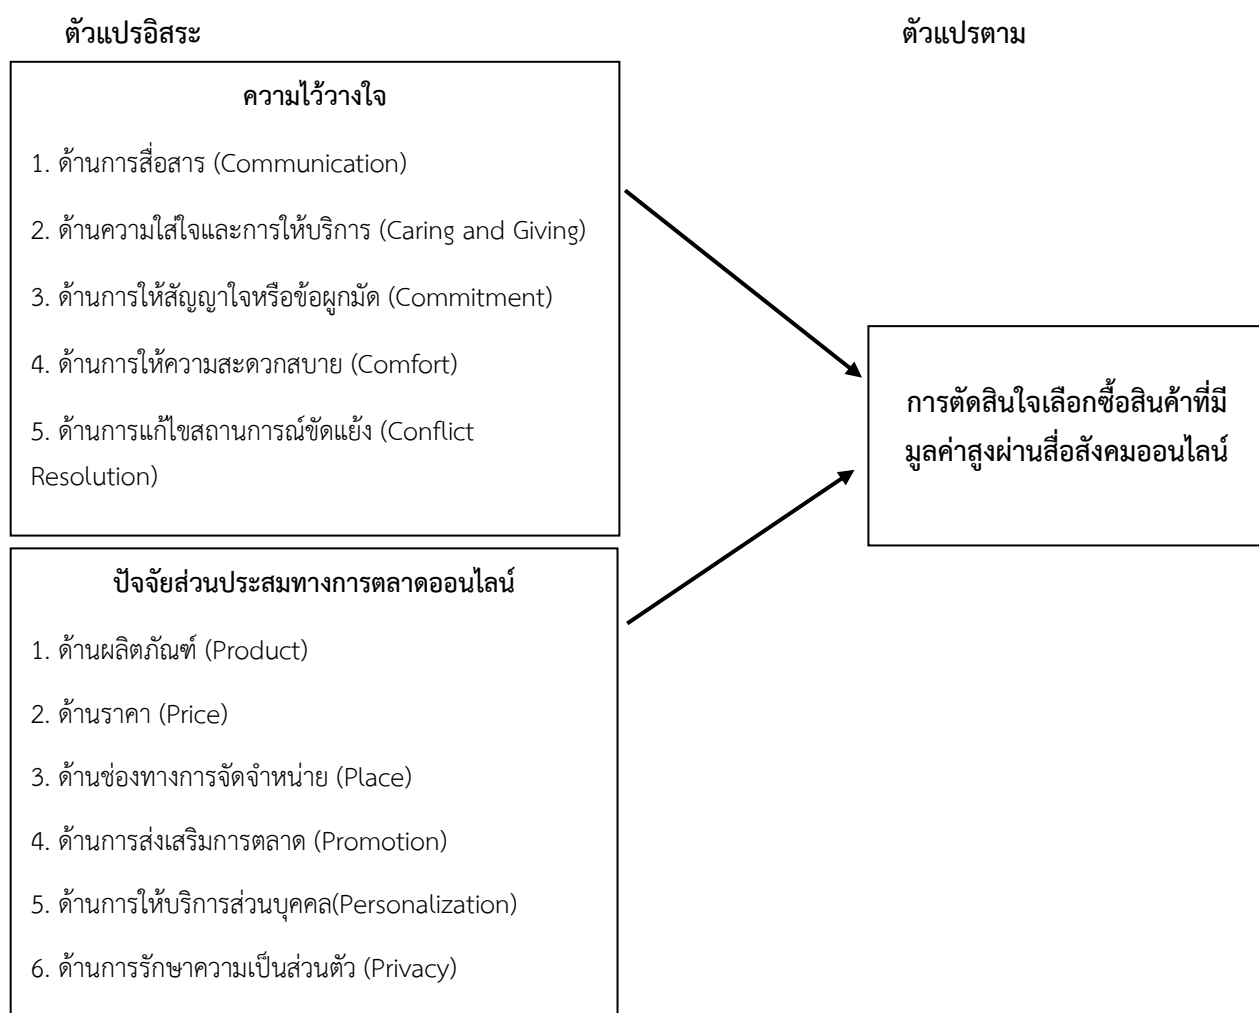 ตัวแปรอิสระ
ตัวแปรตาม
ความไว้วางใจ
1. ด้านการสื่อสาร (Communication)
2. ด้านความใส่ใจและการให้บริการ (Caring and Giving)
3. ด้านการให้สัญญาใจหรือข้อผูกมัด (Commitment)
4. ด้านการให้ความสะดวกสบาย (Comfort)
5. ด้านการแก้ไขสถานการณ์ขัดแย้ง (Conflict
Resolution)
การตัดสินใจเลือกซื้อสินค้าที่มี
มูลค่าสูงผ่านสื่อสังคมออนไลน์
ปัจจัยส่วนประสมทางการตลาดออนไลน์
1. ด้านผลิตภัณฑ์ (Product)
2. ด้านราคา (Price)
3. ด้านช่องทางการจัดจำหน่าย (Place)
4. ด้านการส่งเสริมการตลาด (Promotion)
5. ด้านการให้บริการส่วนบุคคล(Personalization)
6. ด้านการรักษาความเป็นส่วนตัว (Privacy)